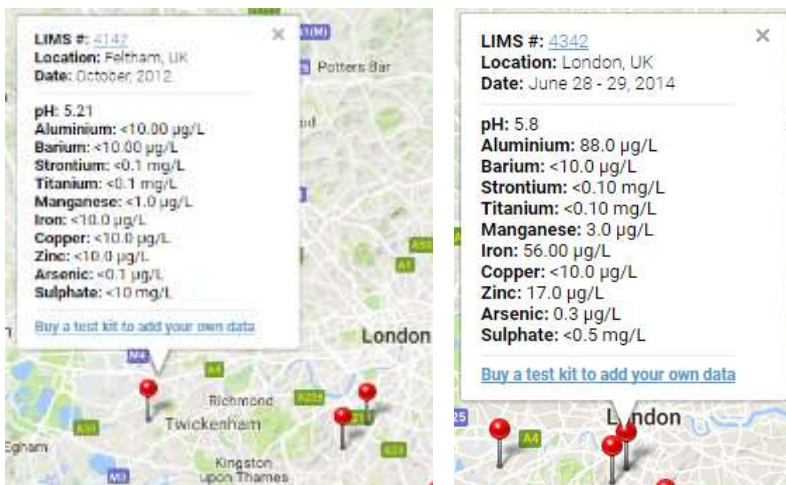 LIMS #: 4142
Location: Feltham, UK
Date: October, 2012
pH: 5.21
Aluminium: <10.00 µg/L
Barium: <10.00 µg/L
Strontium: <0.1 mg/L
Titanium: <0.1 mg/L
Manganese: <1.0 µg/L
Iron: <10.0 µg/L
Copper: <10.0 µg/L
Zinc: <10.0 µg/L
Arsenic: <0.1 µg/L
Sulphate: <10 mg/L
Buy a test kit to add your own data
Potters Bar
London
M4
A4
Richmond
Twickenham
Kingston
upon Thames
M3
LIMS #: 4342
Location: London, UK
Date: June 28 - 29, 2014
pH: 5.8
Aluminium: 88.0 µg/L
Barium: <10.0 µg/L
Strontium: <0.10 mg/L
Titanium: <0.10 mg/L
Manganese: 3.0 µg/L
Iron: 56.00 µg/L
Copper: <10.0 µg/L
Zinc: 17.0 µg/L
Arsenic: 0.3 µg/L
Sulphate: <0.5 mg/L
Buy a test kit to add your own data
London
A4